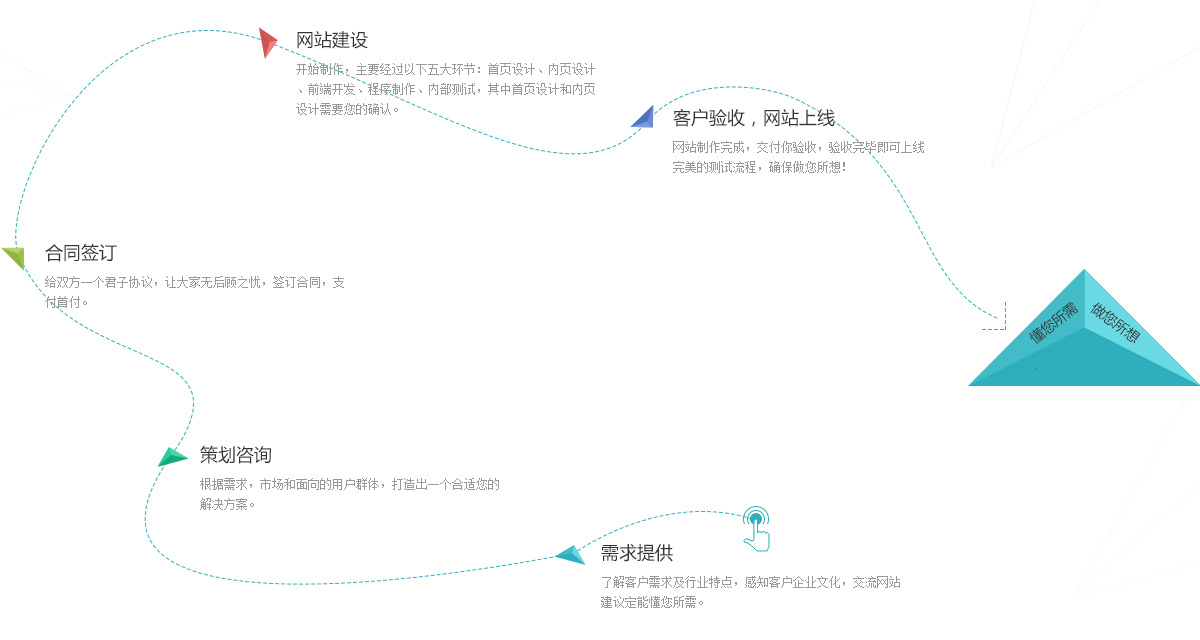 网站建设
开始制作，主要经过以下五大环节：首页设计、内页设计
、前端开发、程序制作、内部测试，其中首页设计和内页
设计需要您的确认。
客户验收，网站上线
网站制作完成，交付你验收，验收完毕即可上线
完美的测试流程，确保做您所想！
合同签订
给双方一个君子协议，让大家无后顾之忧，签订合同，支
付首付。
懂您所需
做您所想
策划咨询
根据需求，市场和面向的用户群体，打造出一个合适您的
解决方案。
需求提供
了解客户需求及行业特点，感知客户企业文化，交流网站
建议定能懂您所需。